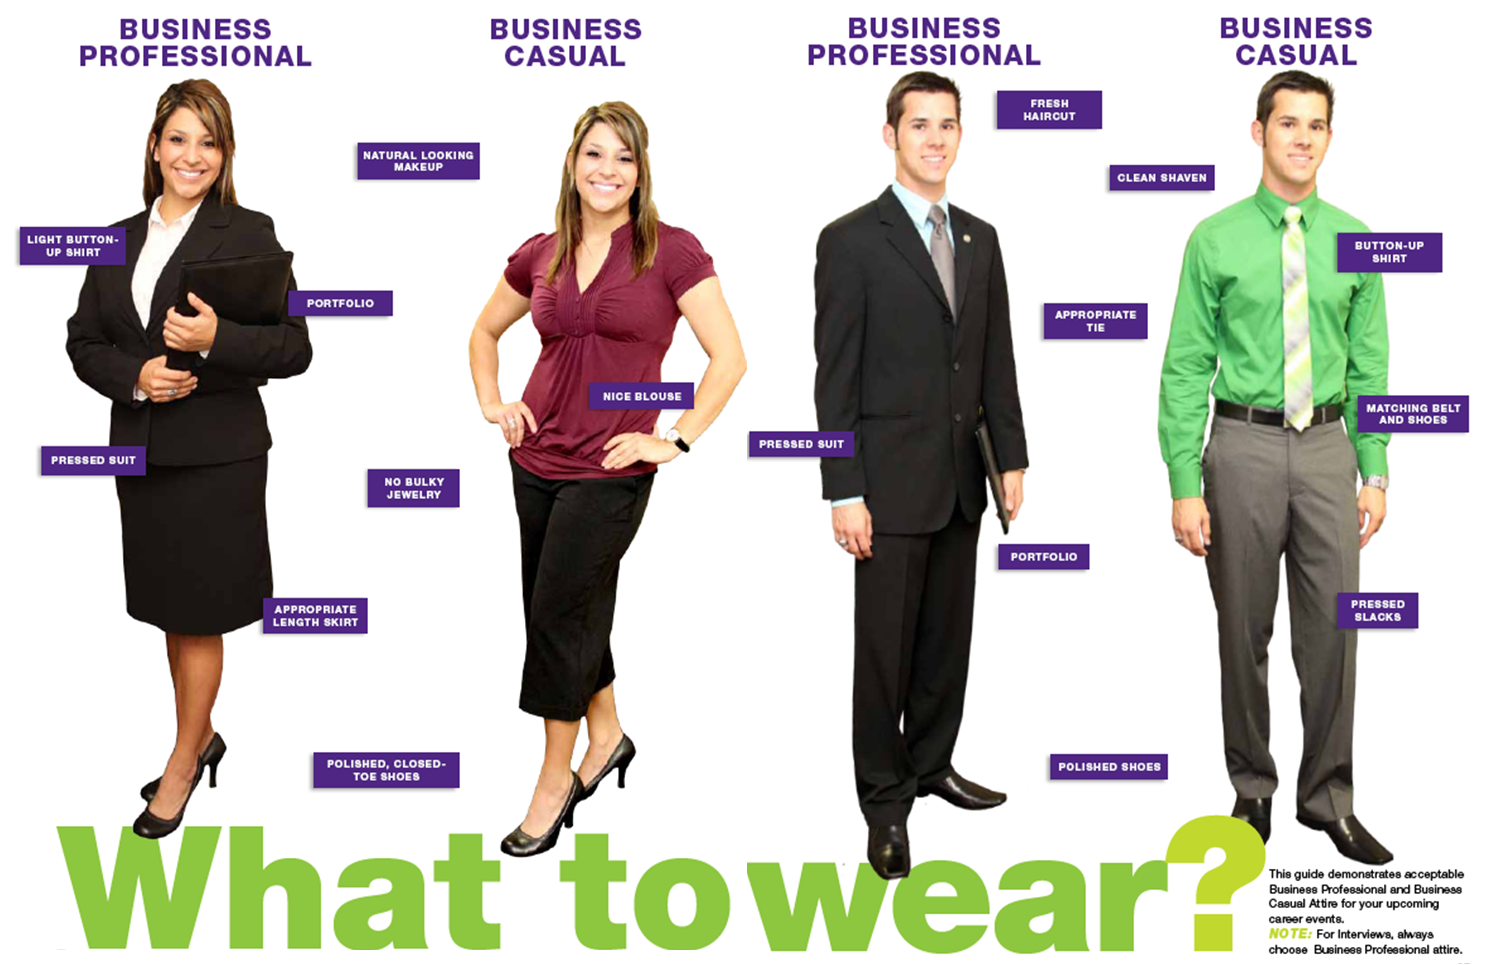 BUSINESS
PROFESSIONAL
BUSINESS
CASUAL
BUSINESS
PROFESSIONAL
BUSINESS
CASUAL
FRESH
HAIRCUT
NATURAL LOOKING
MAKEUP
CLEAN SHAVEN
LIGHT BUTTON-
UP SHIRT
BUTTON-UP
SHIRT
PORTFOLIO
APPROPRIATE
TIE
NICE BLOUSE
MATCHING BELT
AND SHOES
PRESSED SUIT
PRESSED SUIT
NO BULKY
JEWELRY
PORTFOLIO
APPROPRIATE
LENGTH SKIRT
PRESSED
SLACKS
POLISHED, CLOSED-
TOE SHOES
POLISHED SHOES
What to wear?
This guide demonstrates acceptable
Business Professional and Business
Casual Attire for your upcoming
career events.
NOTE: For Interviews, always
choose Business Professional attire.